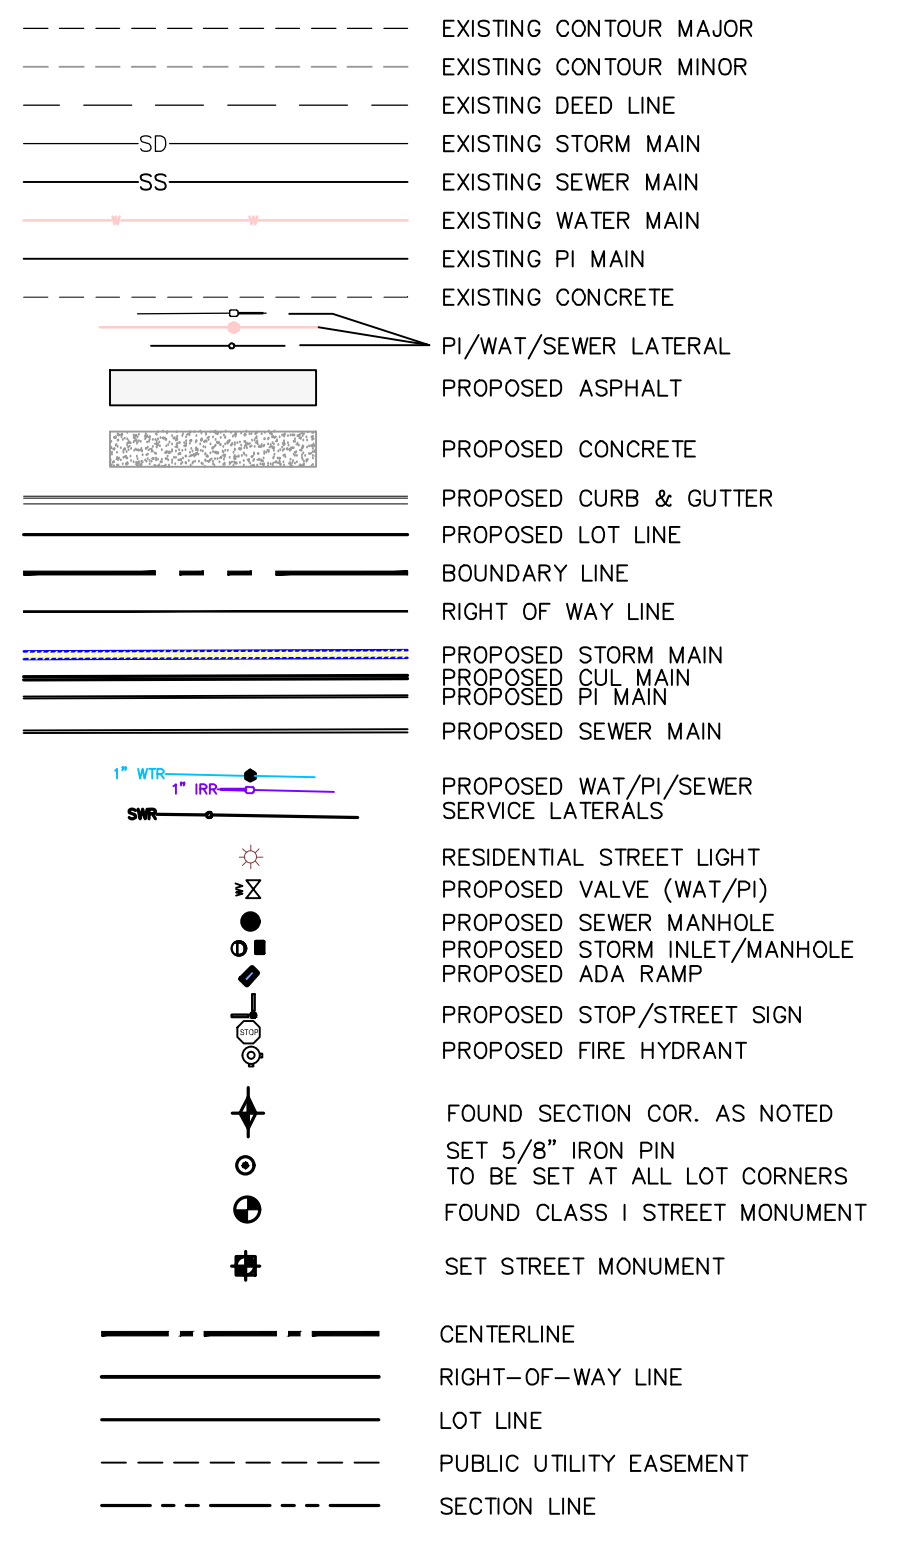 EXISTING CONTOUR MAJOR
EXISTING CONTOUR MINOR
EXISTING DEED LINE
SD EXISTING STORM MAIN
SS EXISTING SEWER MAIN
W W EXISTING WATER MAIN
EXISTING PI MAIN
EXISTING CONCRETE
PI/WAT/SEWER LATERAL
PROPOSED ASPHALT
PROPOSED CONCRETE
PROPOSED CURB & GUTTER
PROPOSED LOT LINE
BOUNDARY LINE
RIGHT OF WAY LINE
PROPOSED STORM MAIN
PROPOSED CUL MAIN
PROPOSED PI MAIN
PROPOSED SEWER MAIN
1" WTR
1" IRR PROPOSED WAT/PI/SEWER
SWR SERVICE LATERALS
RESIDENTIAL STREET LIGHT
W PROPOSED VALVE (WAT/PI)
PROPOSED SEWER MANHOLE
PROPOSED STORM INLET/MANHOLE
PROPOSED ADA RAMP
PROPOSED STOP/STREET SIGN
STOP
PROPOSED FIRE HYDRANT
FOUND SECTION COR. AS NOTED
SET 5/8" IRON PIN
TO BE SET AT ALL LOT CORNERS
FOUND CLASS I STREET MONUMENT
SET STREET MONUMENT
CENTERLINE
RIGHT-OF-WAY LINE
LOT LINE
PUBLIC UTILITY EASEMENT
SECTION LINE